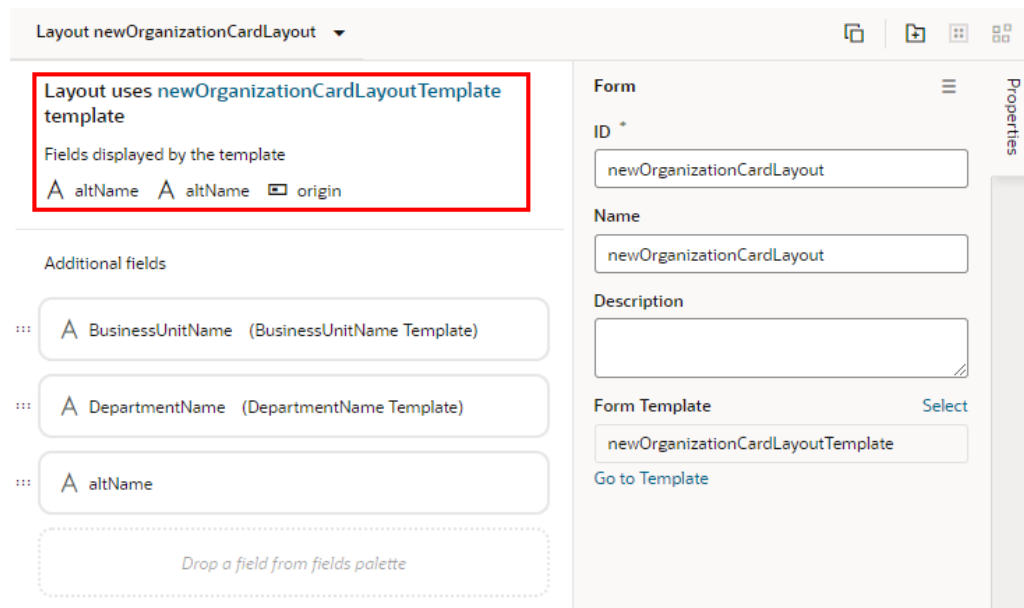 Layout newOrganizationCardLayout
Layout uses newOrganizationCardLayoutTemplate
template
Fields displayed by the template
A altName A altName origin
Additional fields
A BusinessUnitName (BusinessUnitName Template)
A DepartmentName (DepartmentName Template)
A altName
Drop a field from fields palette
Form
ID *
newOrganizationCardLayout
Name
newOrganizationCardLayout
Description
Form Template Select
newOrganizationCardLayoutTemplate
Go to Template
Properties